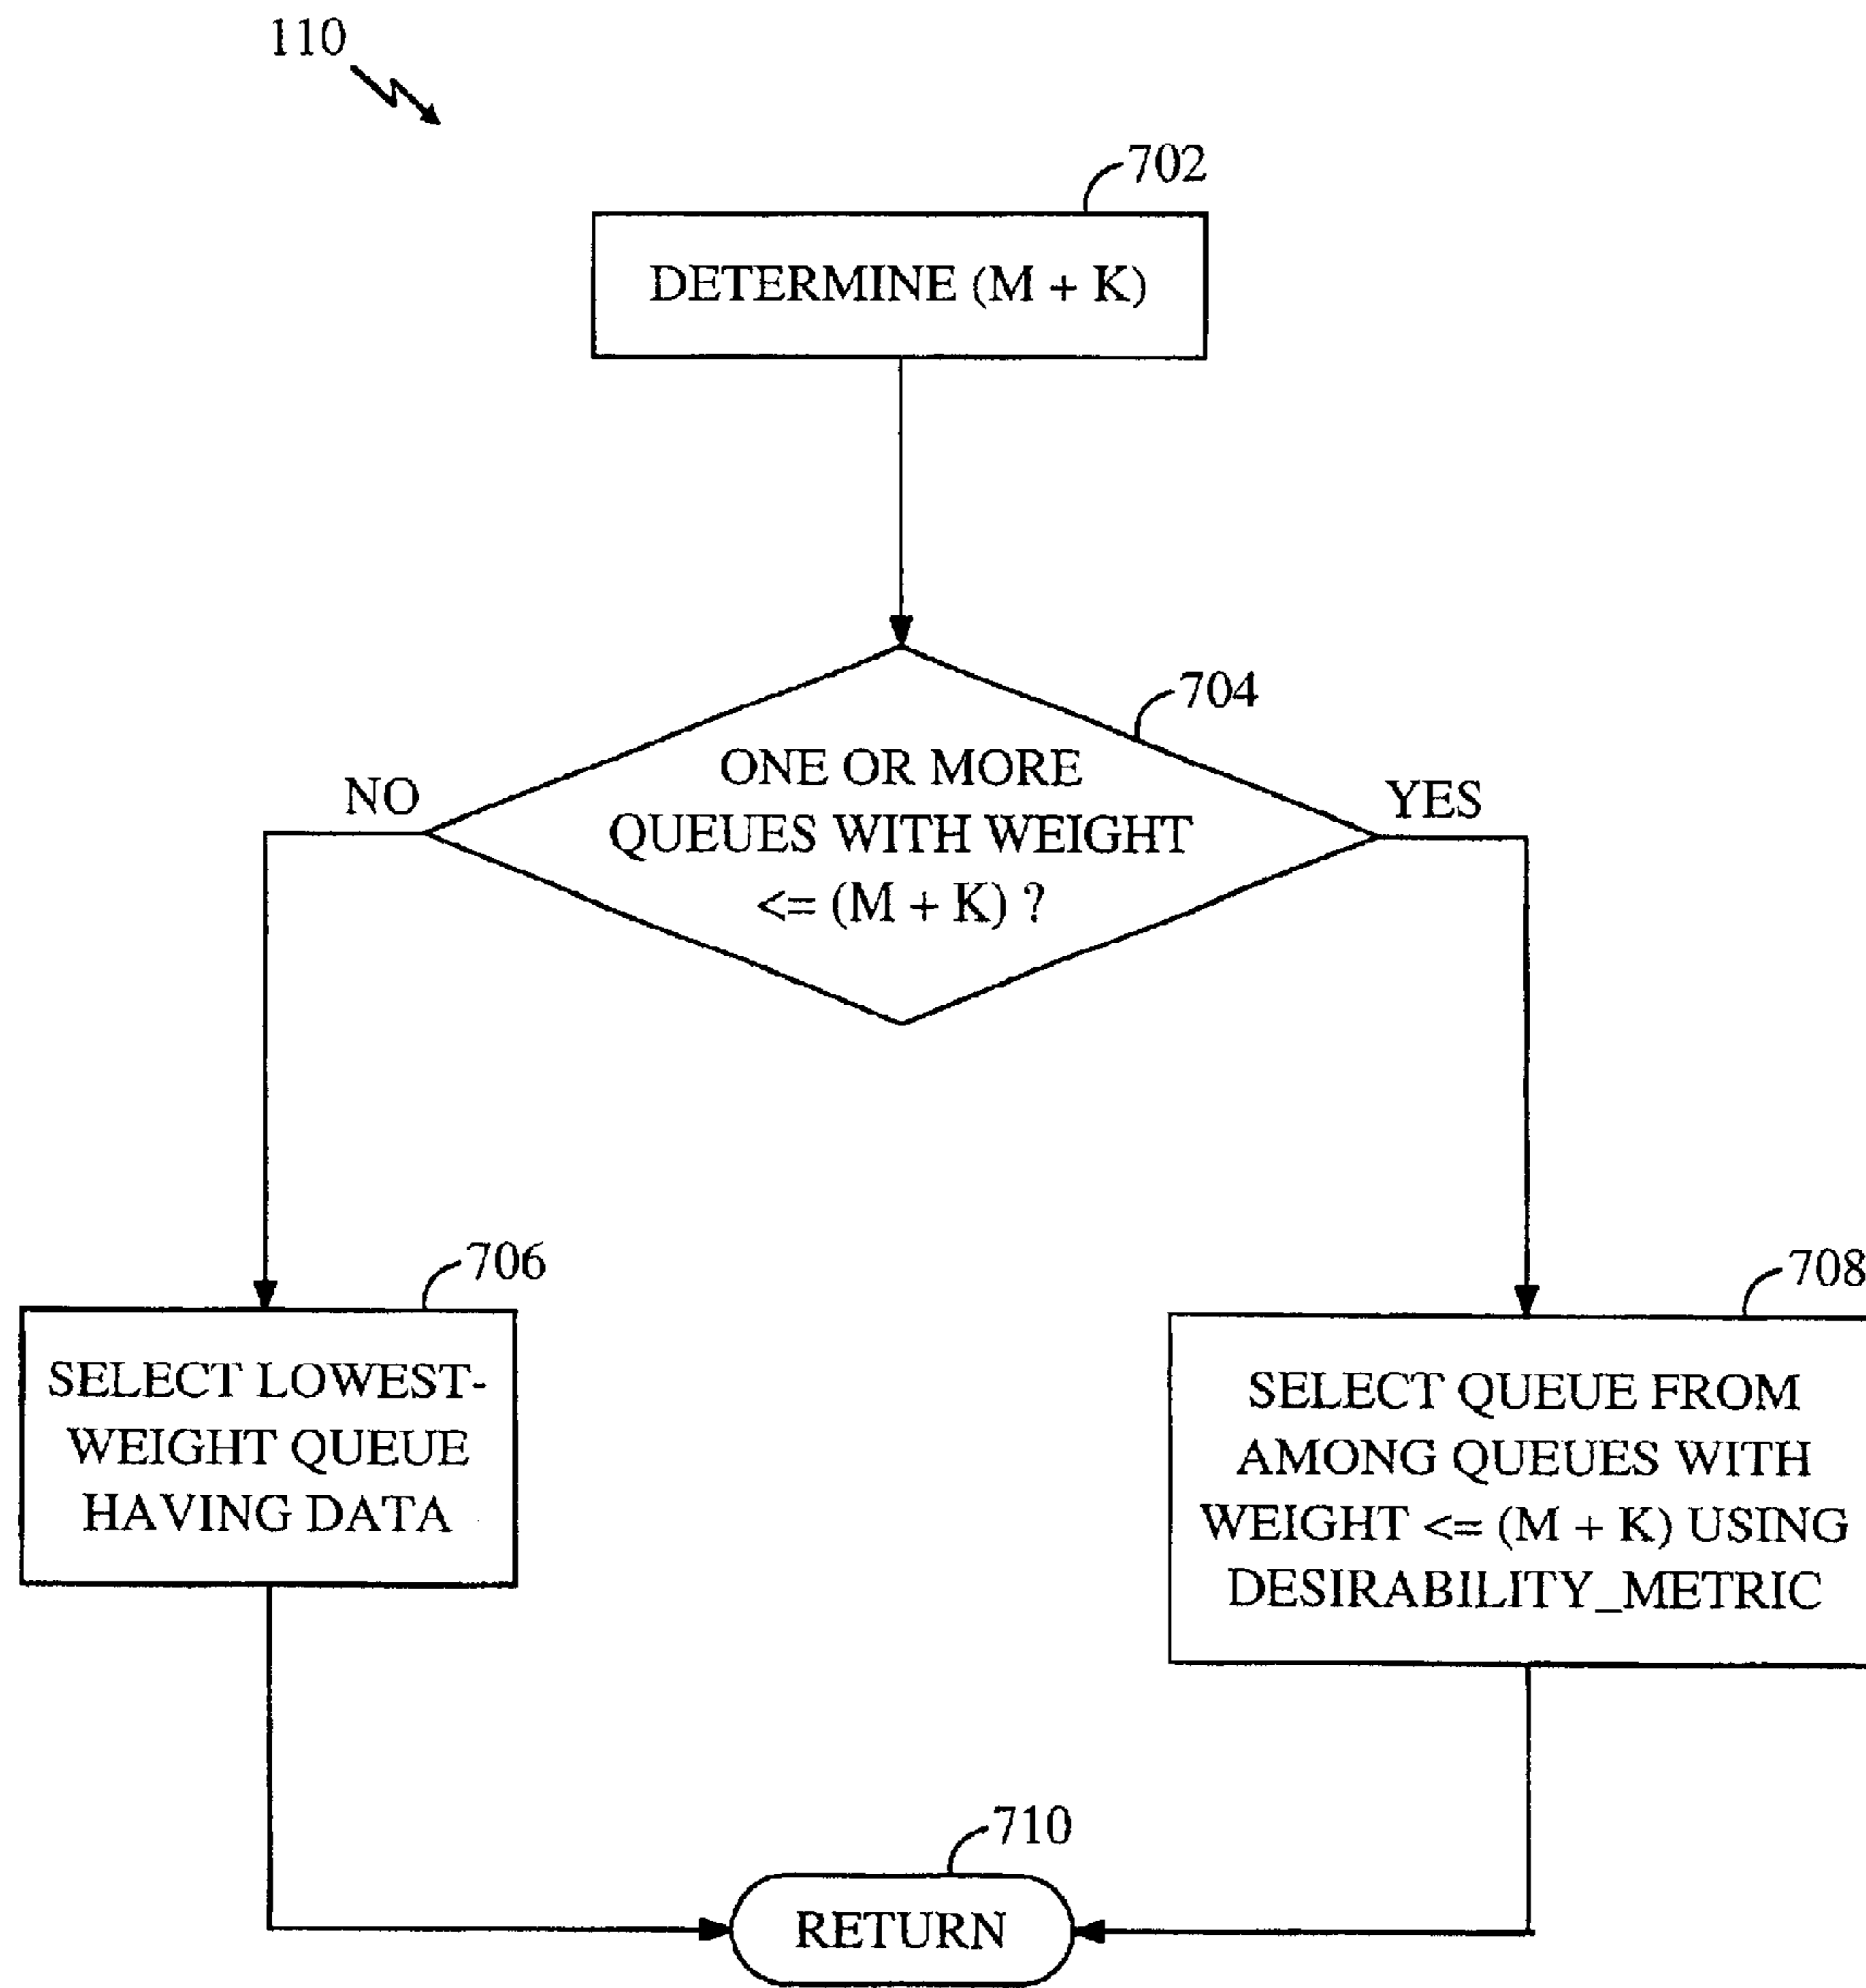 110
702
DETERMINE (M + K)
704
ONE OR MORE
QUEUES WITH WEIGHT
<= (M + K) ?
NO
YES
706
SELECT LOWEST-
WEIGHT QUEUE
HAVING DATA
708
SELECT QUEUE FROM
AMONG QUEUES WITH
WEIGHT <= (M + K) USING
DESIRABILITY_METRIC
710
RETURN